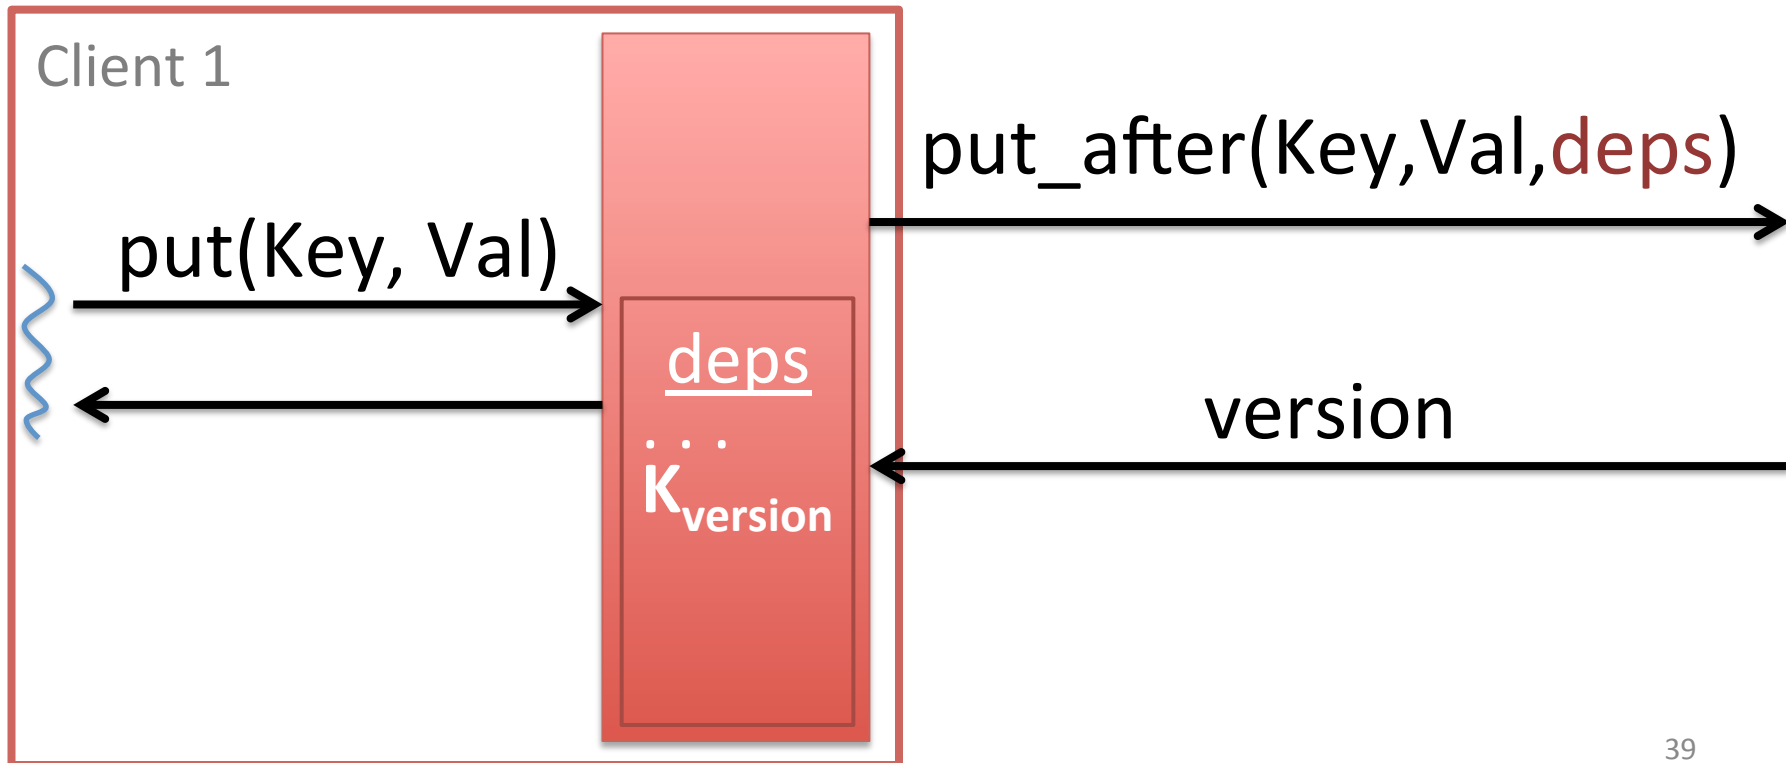 Client 1
put_after(Key,Val,deps)
put(Key, Val)
deps
. . .
Kversion
version
39